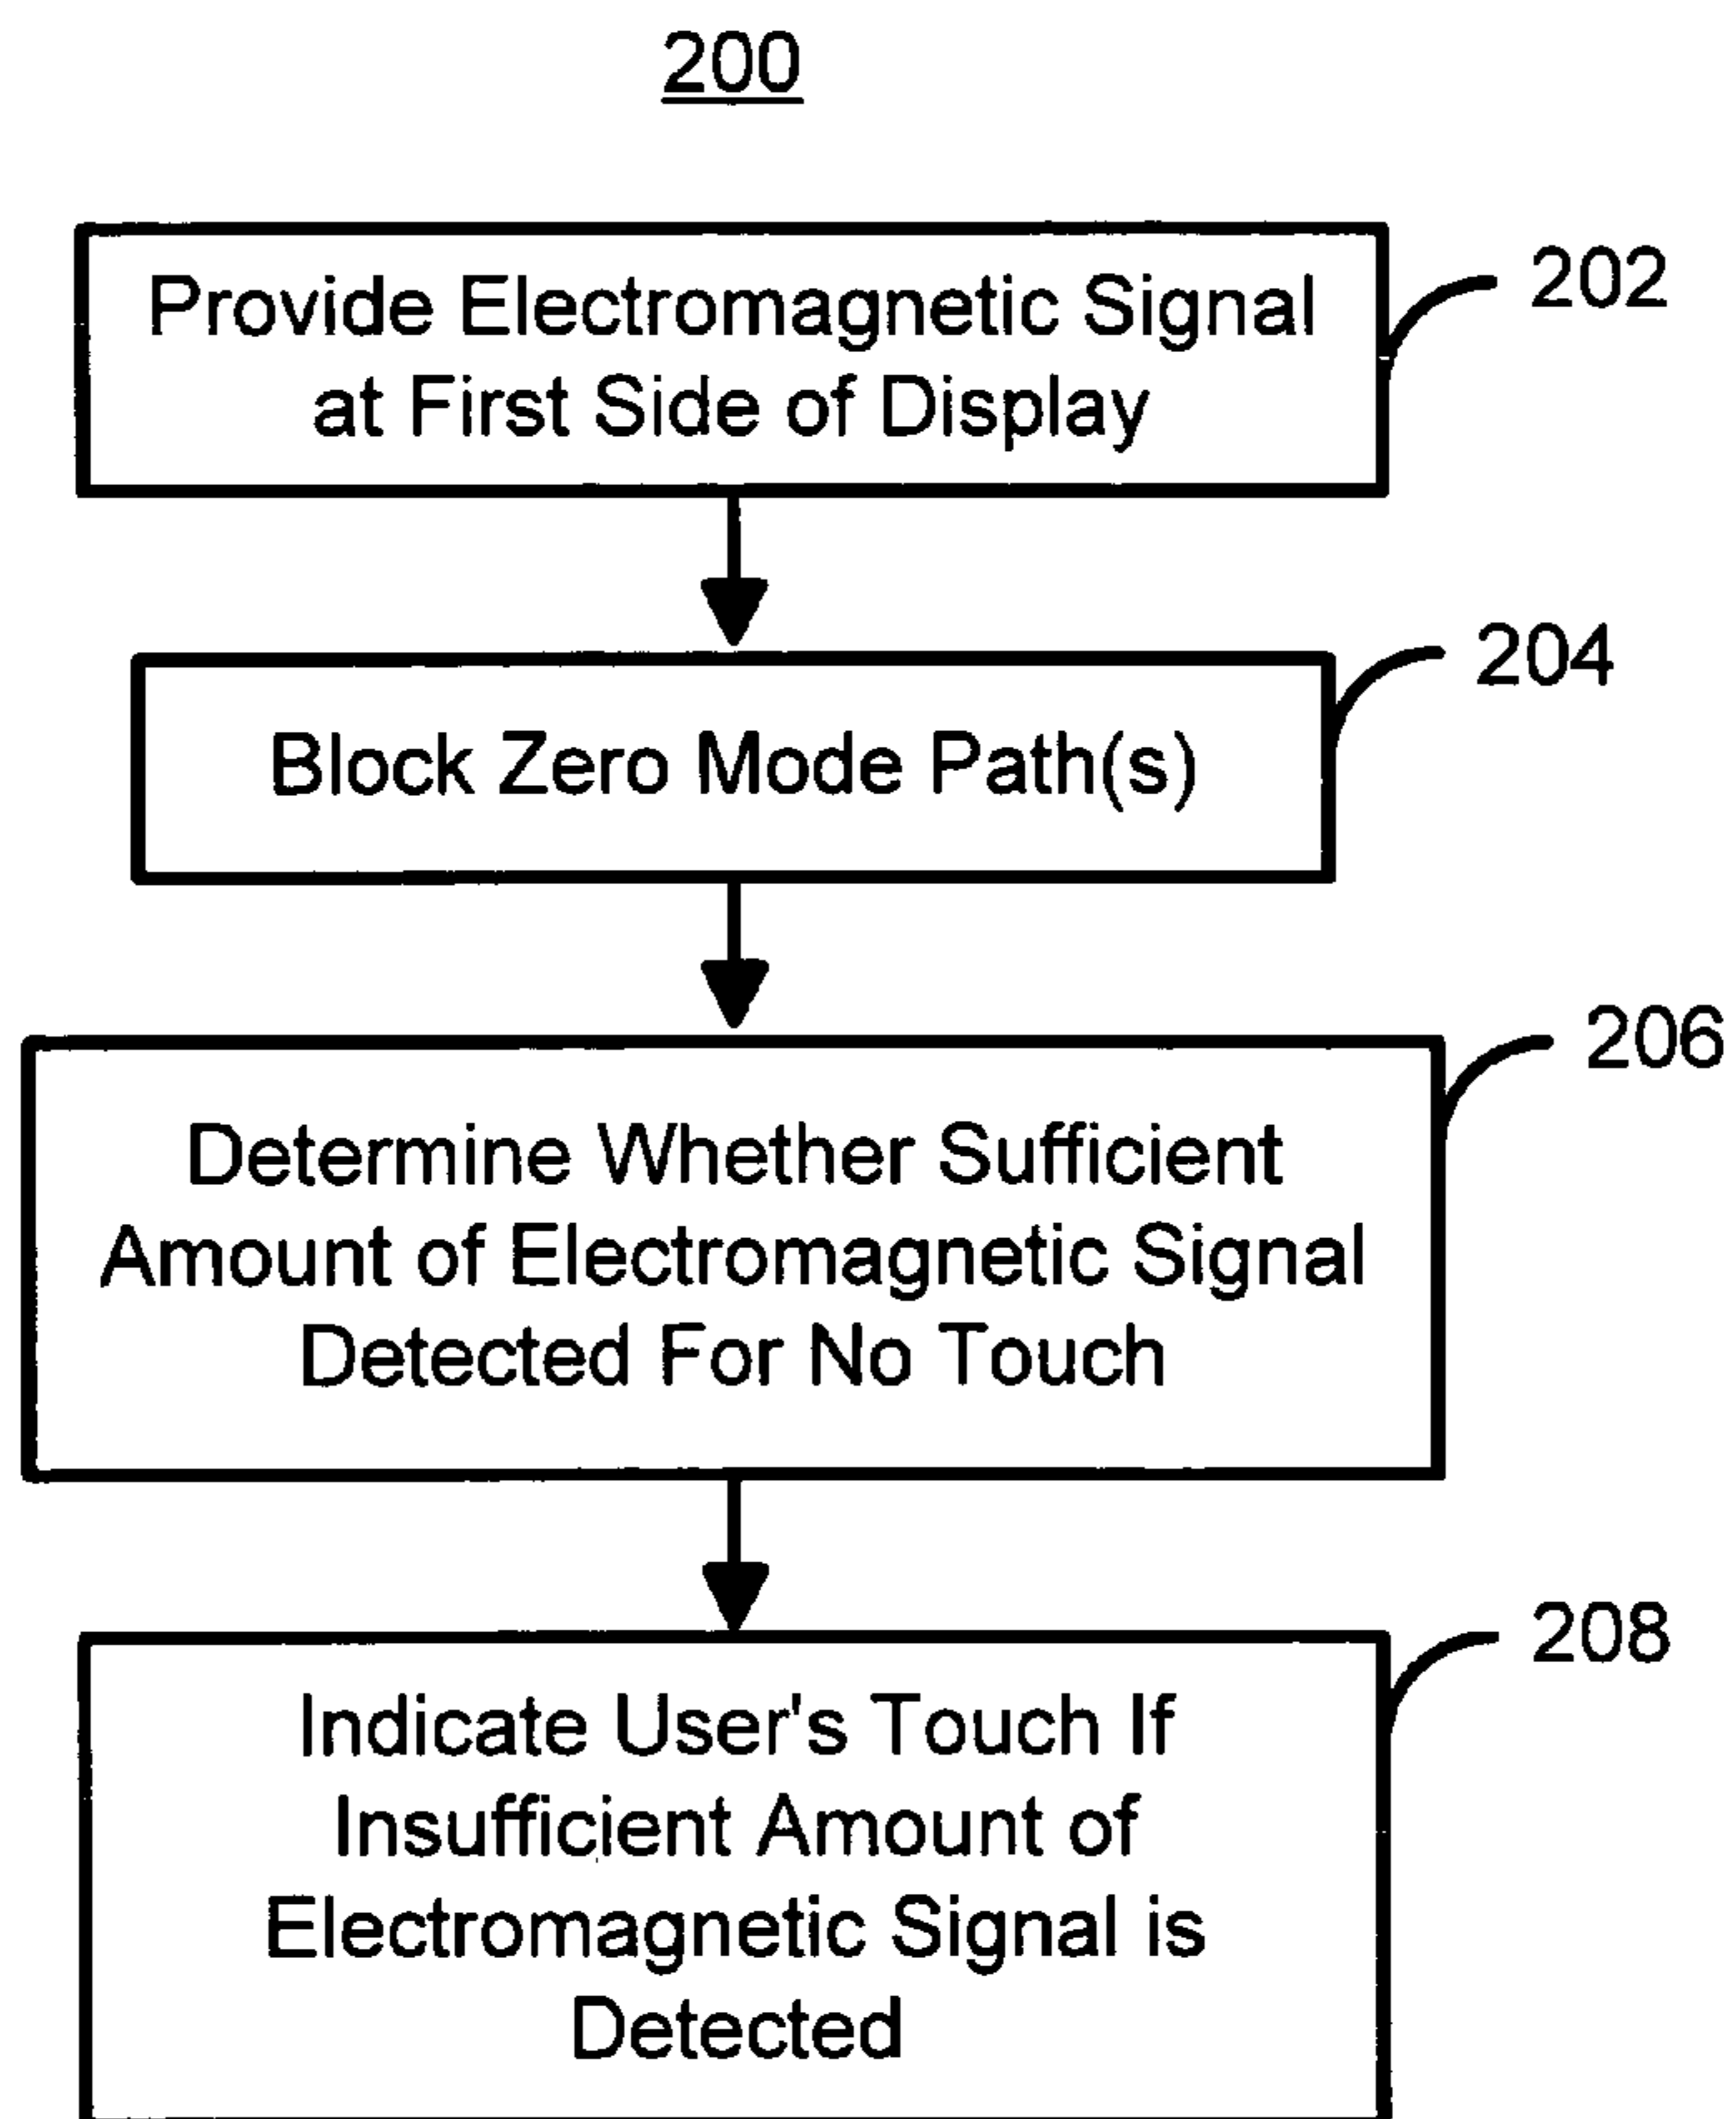 200
Provide Electromagnetic Signal
at First Side of Display
202
Block Zero Mode Path(s)
204
Determine Whether Sufficient
Amount of Electromagnetic Signal
Detected For No Touch
206
Indicate User's Touch If
Insufficient Amount of
Electromagnetic Signal is
Detected
208